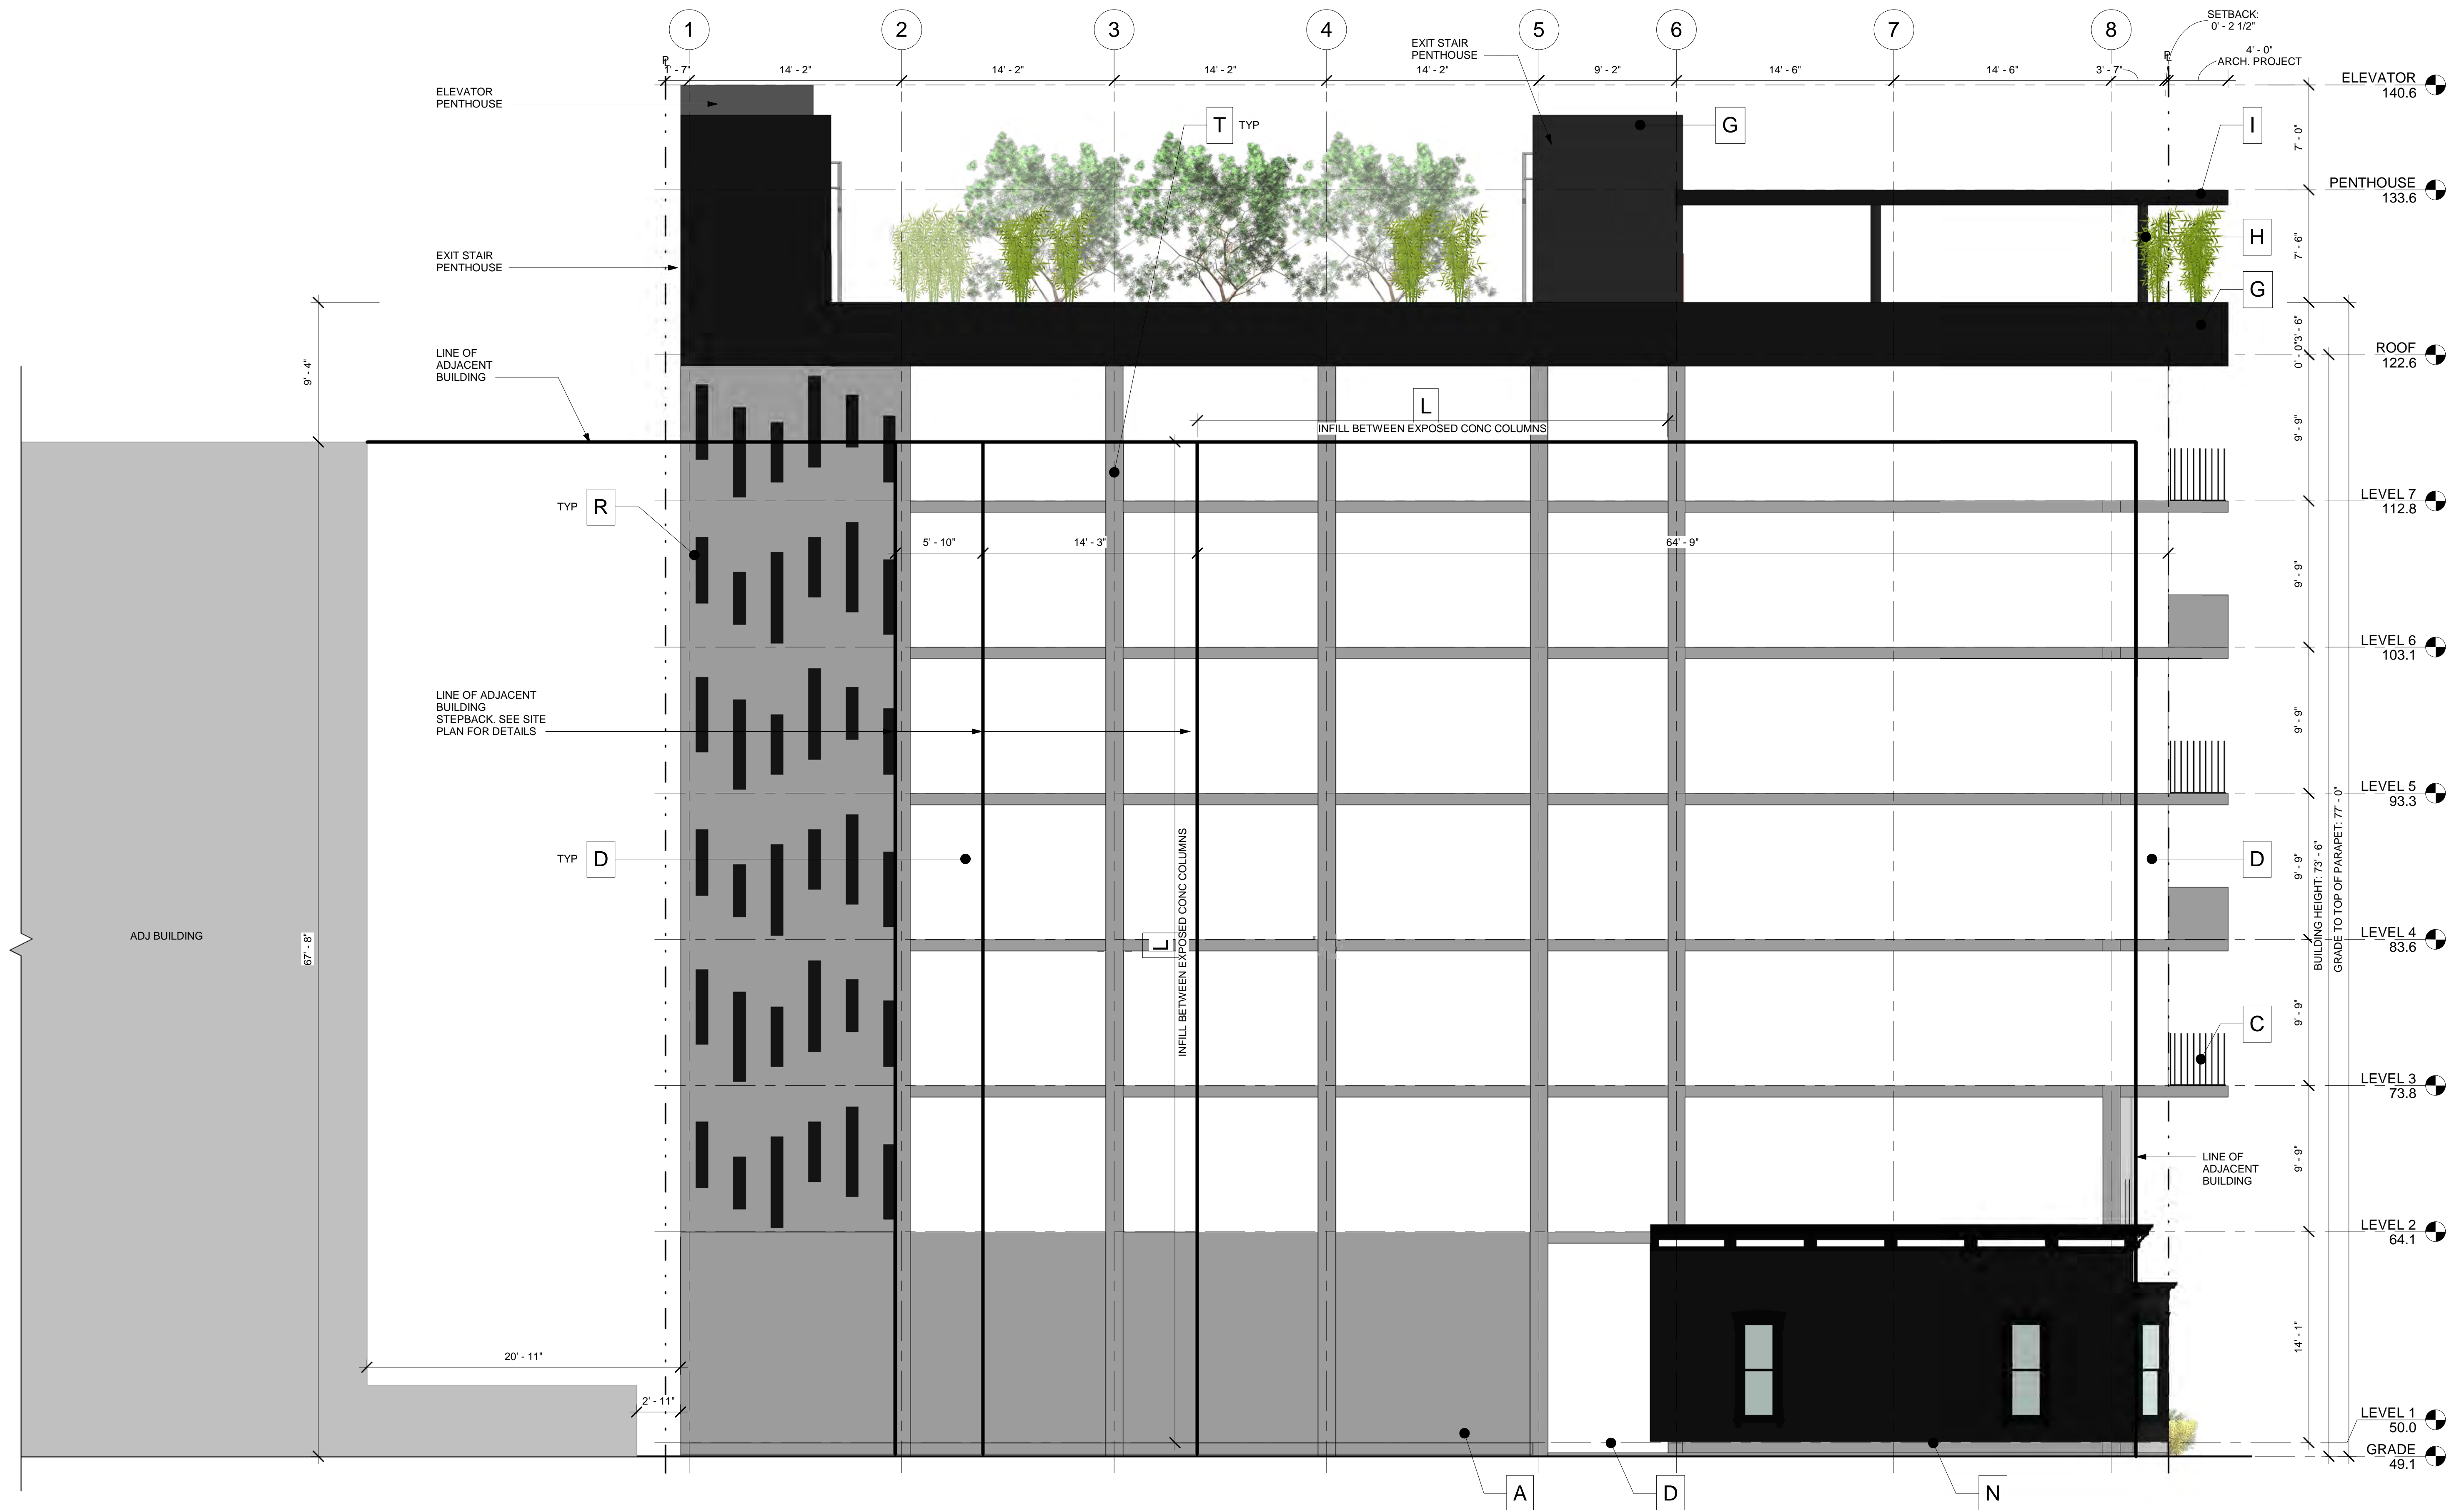 1 2 3 4 5 6 7 8
SETBACK:
0' - 2 1/2"
4' - 0"
ARCH. PROJECT
EXIT STAIR
PENTHOUSE
1' - 7" 14' - 2" 14' - 2" 14' - 2" 14' - 2" 9' - 2" 14' - 6" 14' - 6" 3' - 7"
ELEVATOR
140.6
ELEVATOR
PENTHOUSE
T TYP
G
I
7' - 0"
PENTHOUSE
133.6
H
7' - 6"
EXIT STAIR
PENTHOUSE
G
3' - 6"
0' - 0"
ROOF
122.6
LINE OF
ADJACENT
BUILDING
9' - 4"
L
INFILL BETWEEN EXPOSED CONC COLUMNS
9' - 9"
LEVEL 7
112.8
TYP R
5' - 10" 14' - 3" 64' - 9"
9' - 9"
LEVEL 6
103.1
LINE OF ADJACENT
BUILDING
STEPBACK. SEE SITE
PLAN FOR DETAILS
9' - 9"
LEVEL 5
93.3
TYP D
D
9' - 9"
BUILDING HEIGHT: 73' - 6"
GRADE TO TOP OF PARAPET: 77' - 0"
ADJ BUILDING
67' - 8"
L
INFILL BETWEEN EXPOSED CONC COLUMNS
LEVEL 4
83.6
9' - 9"
C
LEVEL 3
73.8
9' - 9"
LINE OF
ADJACENT
BUILDING
LEVEL 2
64.1
14' - 1"
20' - 11"
2' - 11"
LEVEL 1
50.0
GRADE
49.1
A D N